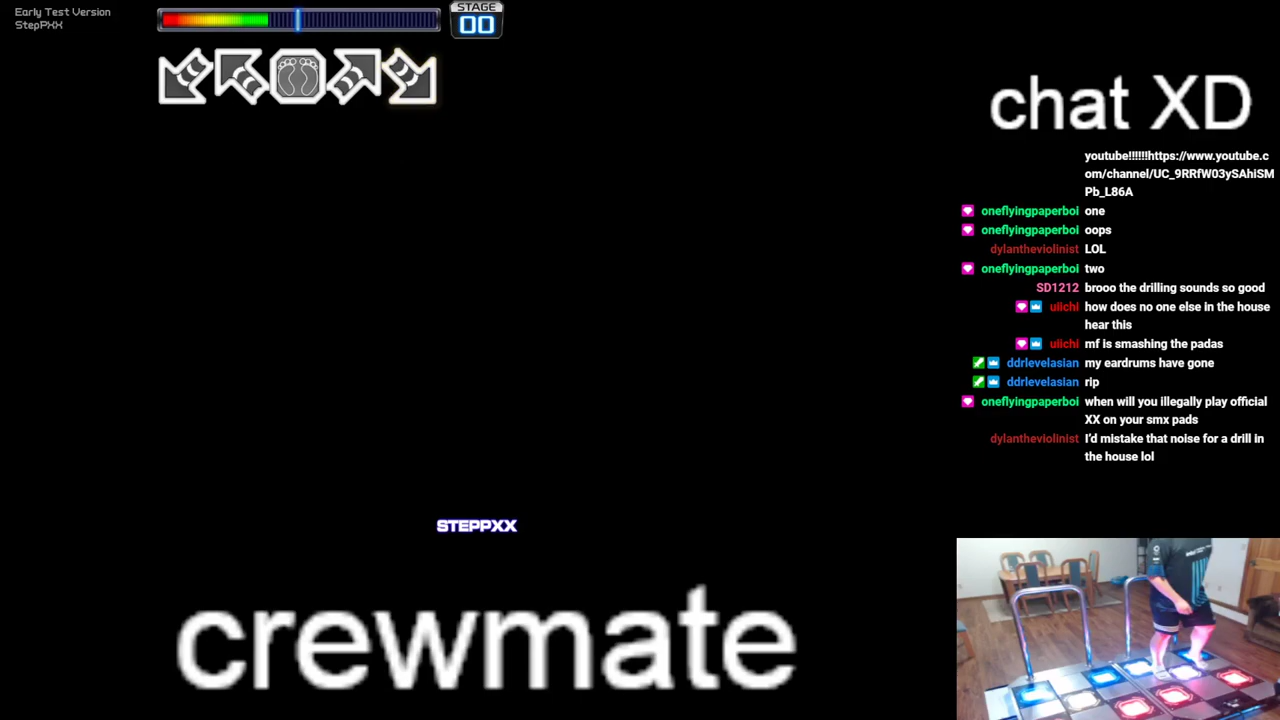 Early Test Version
StepPXX
STAGE
00
chat XD
youtube!!!!!!https://www.youtube.c
om/channel/UC_9RRfW03ySAhiSM
Pb_L86A
oneflyingpaperboi one
oneflyingpaperboi oops
dylantheviolinist LOL
oneflyingpaperboi two
SD1212 brooo the drilling sounds so good
uiichi how does no one else in the house
hear this
uiichi mf is smashing the padas
ddrlevelasian my eardrums have gone
ddrlevelasian rip
oneflyingpaperboi when will you illegally play official
XX on your smx pads
dylantheviolinist I'd mistake that noise for a drill in
the house lol
STEPPXX
crewmate